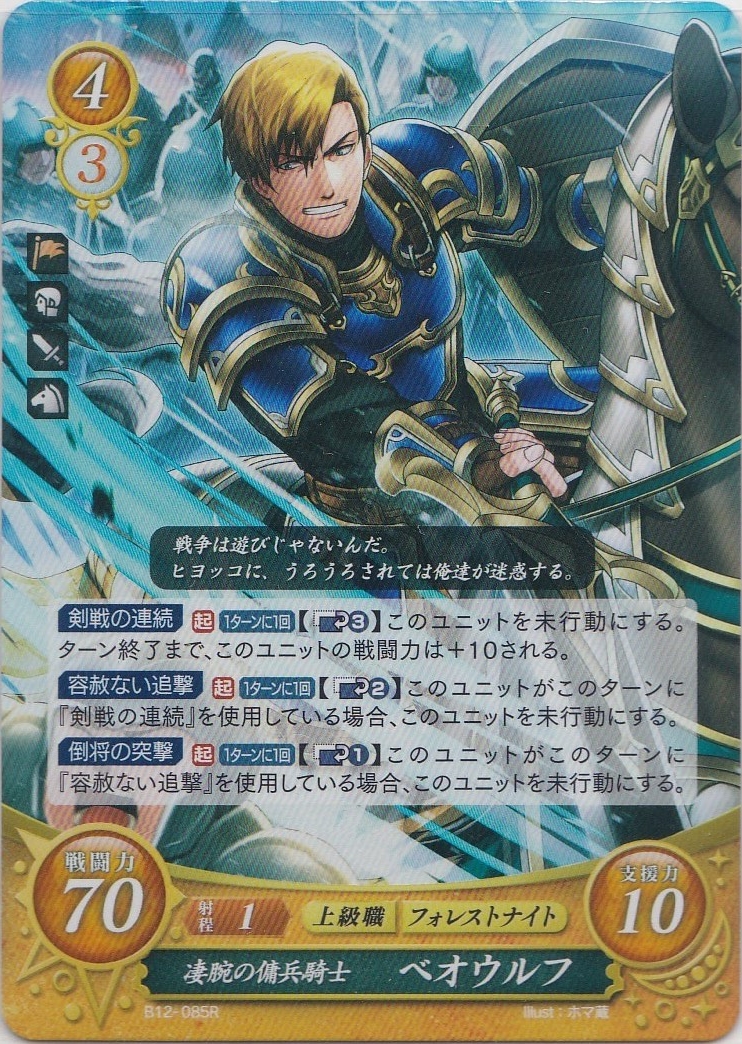 4
3
戦争は遊びじゃないんだ。
ヒヨッコに、うろうろされては俺達が迷惑する。
剣戦の連続 起 1ターンに1回【3】このユニットを未行動にする。
ターン終了まで、このユニットの戦闘力は+10される。
容赦ない追撃 起 1ターンに1回【2】このユニットがこのターンに
『剣戦の連続』を使用している場合、このユニットを未行動にする。
倒将の突撃 起 1ターンに1回【1】このユニットがこのターンに
『容赦ない追撃』を使用している場合、このユニットを未行動にする。
戦闘力
70
射程 1
上級職 フォレストナイト
支援力
10
凄腕の傭兵騎士 ベオウルフ
B12-085R
Illust：ホマ蔵